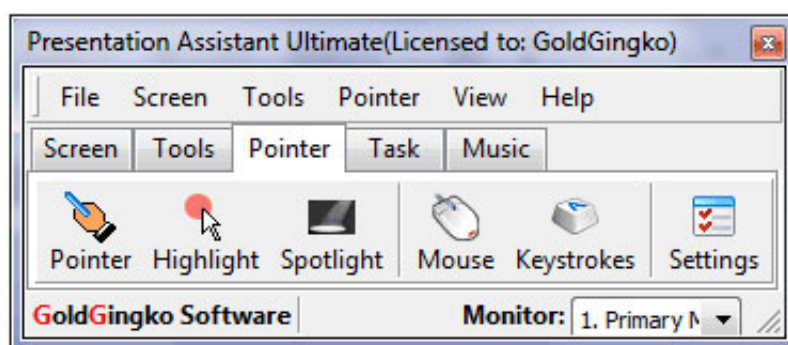 Presentation Assistant Ultimate(Licensed to: GoldGingko)
File Screen Tools Pointer View Help
Screen Tools Pointer Task Music
Pointer Highlight Spotlight Mouse Keystrokes Settings
GoldGingko Software Monitor: 1. Primary